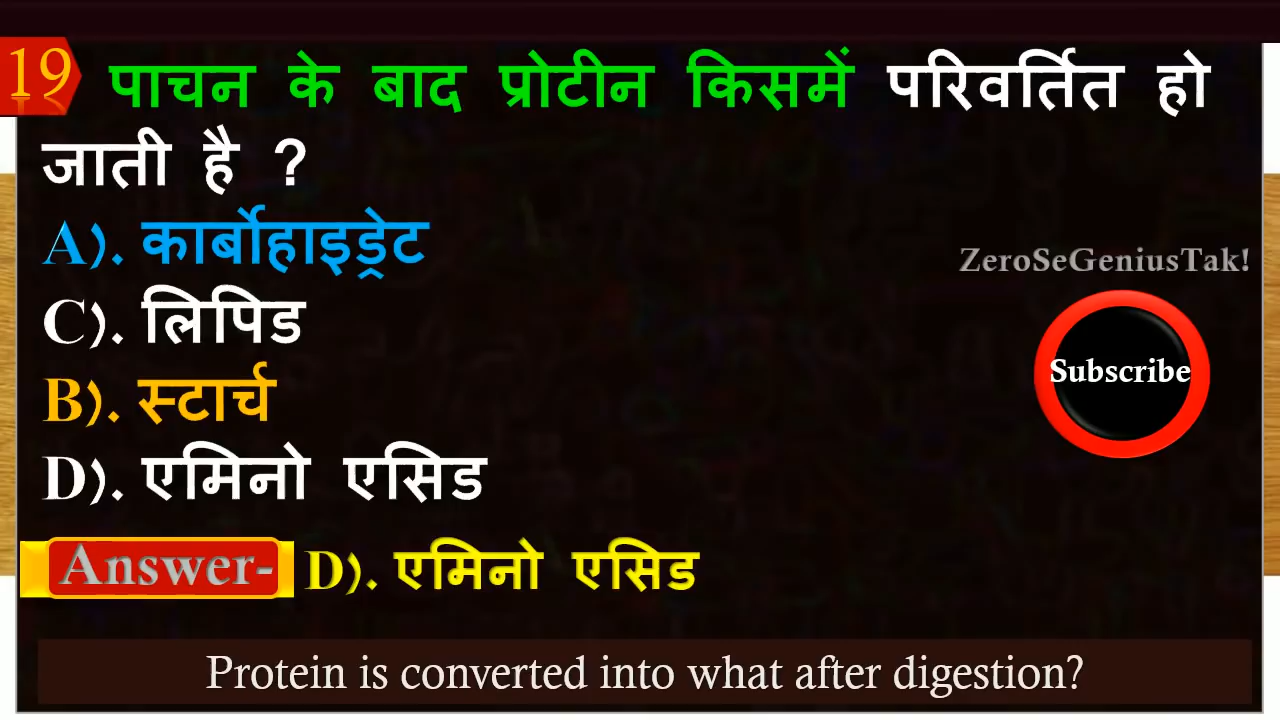 19 पाचन के बाद प्रोटीन किसमें परिवर्तित हो
जाती है ?
A). कार्बोहाइड्रेट
ZeroSeGeniusTak!
C). लिपिड
Subscribe
B). स्टार्च
D). एमिनो एसिड
Answer- D). एमिनो एसिड
Protein is converted into what after digestion?